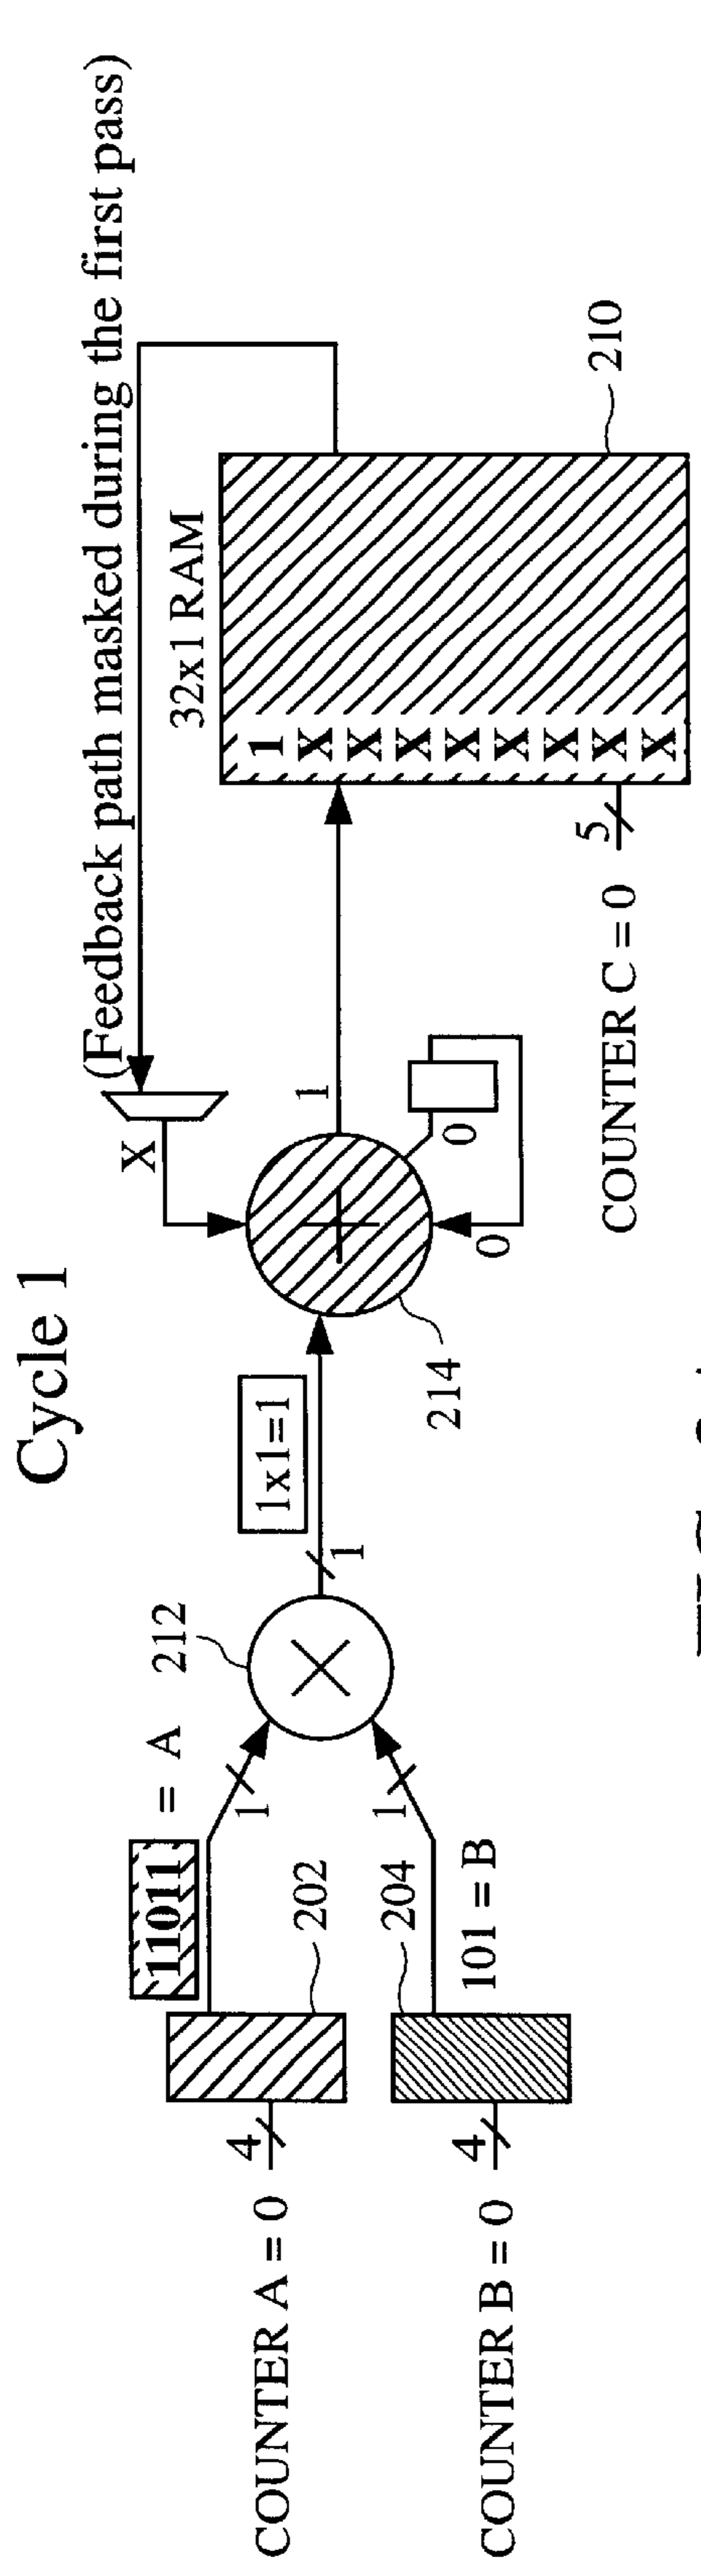 Cycle 1
(Feedback path masked during the first pass)
32x1 RAM
X
11011 = A
212
1x1=1
1
1
1
1
X
X
X
X
X
X
X
X
202
1
0
204
1
214
0
210
101 = B
4
COUNTER A = 0
5
COUNTER C = 0
4
COUNTER B = 0